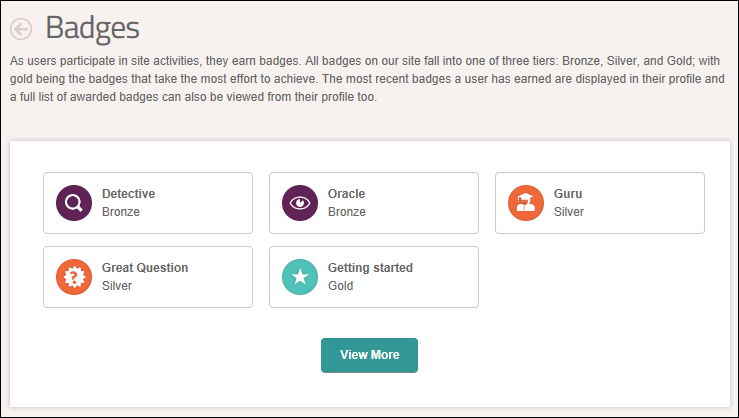 Badges
As users participate in site activities, they earn badges. All badges on our site fall into one of three tiers: Bronze, Silver, and Gold; with
gold being the badges that take the most effort to achieve. The most recent badges a user has earned are displayed in their profile and
a full list of awarded badges can also be viewed from their profile too.
Detective
Bronze
Oracle
Bronze
Guru
Silver
Great Question
Silver
Getting started
Gold
View More